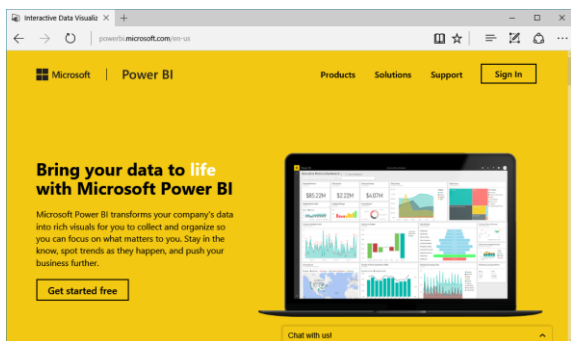 Interactive Data Visualiz
powerbi.microsoft.com/en-us
Microsoft | Power BI
Products Solutions Support Sign In
Bring your data to life
with Microsoft Power BI
Microsoft Power BI transforms your company's data
into rich visuals for you to collect and organize so
you can focus on what matters to you. Stay in the
know, spot trends as they happen, and push your
business further.
Get started free
$2.22M $4.07M
Chat with us!